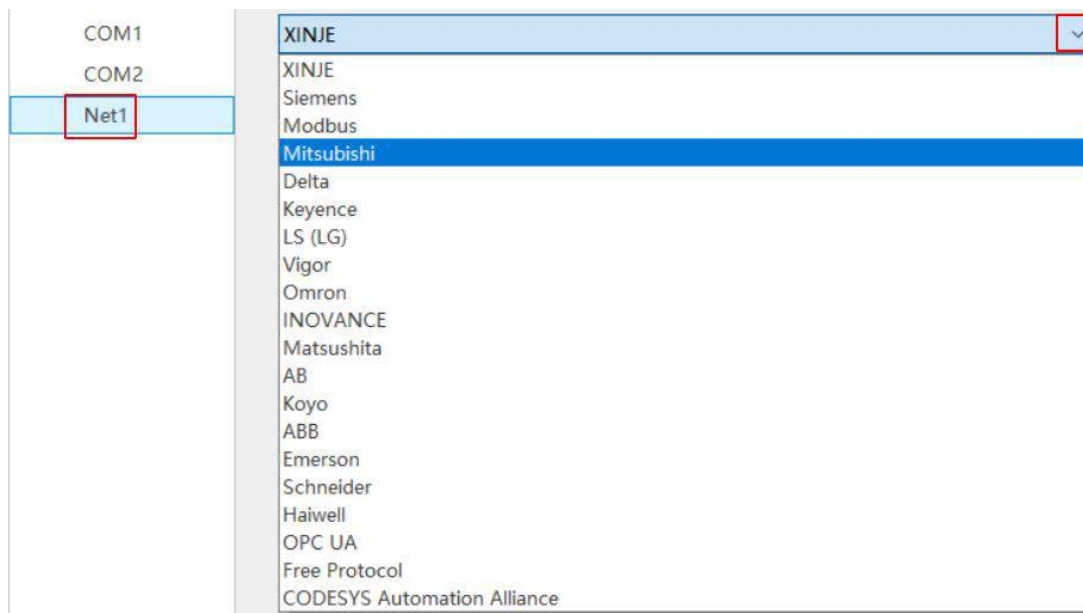 COM1
COM2
Net1
XINJE
XINJE
Siemens
Modbus
Mitsubishi
Delta
Keyence
LS (LG)
Vigor
Omron
INOVANCE
Matsushita
AB
Koyo
ABB
Emerson
Schneider
Haiwell
OPC UA
Free Protocol
CODESYS Automation Alliance